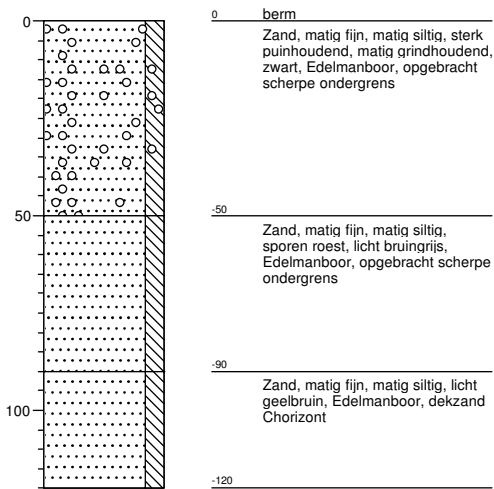 0
50
100
0 berm
Zand, matig fijn, matig siltig, sterk
puinhoudend, matig grindhoudend,
zwart, Edelmanboor, opgebracht
scherpe ondergrens
-50
Zand, matig fijn, matig siltig,
sporen roest, licht bruingrijs,
Edelmanboor, opgebracht scherpe
ondergrens
-90
Zand, matig fijn, matig siltig, licht
geelbruin, Edelmanboor, dekzand
Chorizont
-120